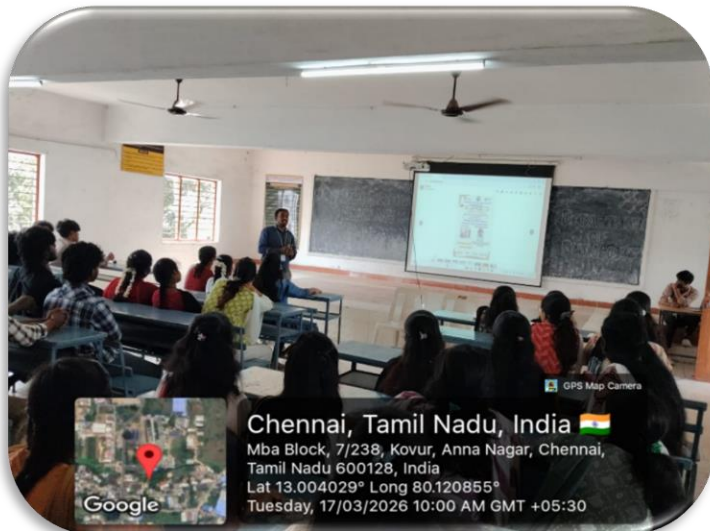 GPS Map Camera
Chennai, Tamil Nadu, India
Mba Block, 7/238, Kovur, Anna Nagar, Chennai,
Tamil Nadu 600128, India
Lat 13.004029° Long 80.120855°
Tuesday, 17/03/2026 10:00 AM GMT +05:30
Google